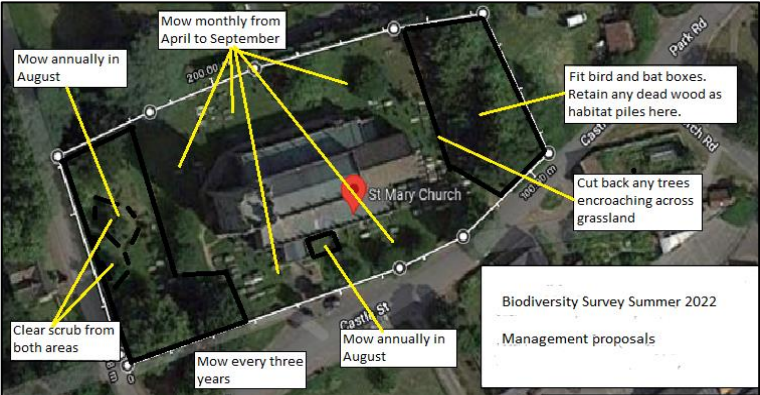 Mow monthly from
April to September
Mow annually in
August
200.00
Park Rd
Fit bird and bat boxes.
Retain any dead wood as
habitat piles here.
Church Rd
St Mary Church
100.00 m
Cut back any trees
encroaching across
grassland
Castle St
Clear scrub from
both areas
Mow annually in
August
Mow every three
years
Biodiversity Survey Summer 2022
Management proposals